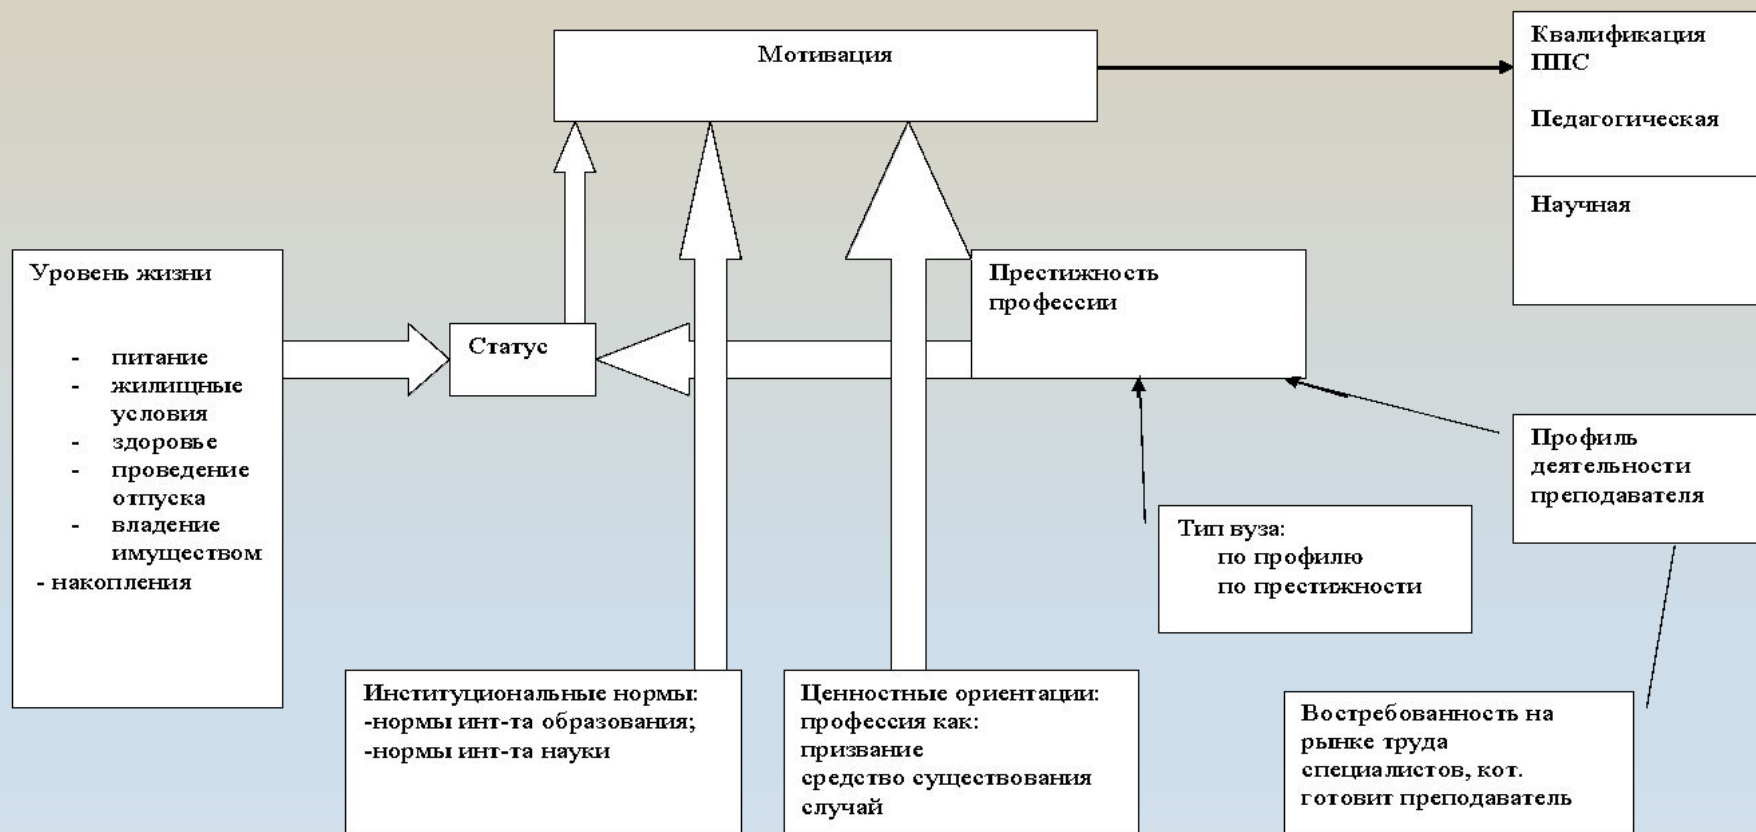 Мотивация
Квалификация
ППС
Педагогическая
Научная
Уровень жизни
- питание
- жилищные
условия
- здоровье
- проведение
отпуска
- владение
имуществом
- накопления
Статус
Престижность
профессии
Профиль
деятельности
преподавателя
Тип вуза:
по профилю
по престижности
Институциональные нормы:
-нормы инт-та образования;
-нормы инт-та науки
Ценностные ориентации:
профессия как:
призвание
средство существования
случай
Востребованность на
рынке труда
специалистов, кот.
готовит преподаватель